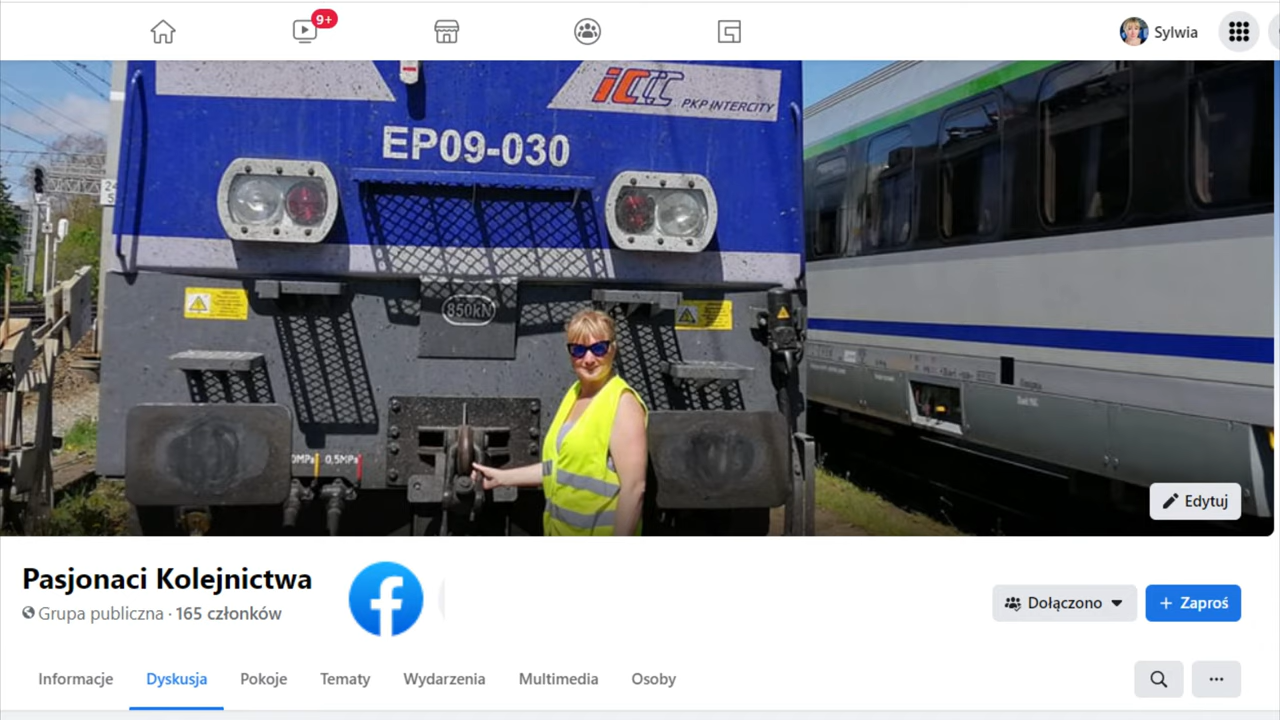 9+
Sylwia
iC
PKP INTERCITY
EP09-030
850kN
0,5MPa
Edytuj
Pasjonaci Kolejnictwa
Grupa publiczna · 165 członków
Dołączono
+ Zaproś
Informacje
Dyskusja
Pokoje
Tematy
Wydarzenia
Multimedia
Osoby